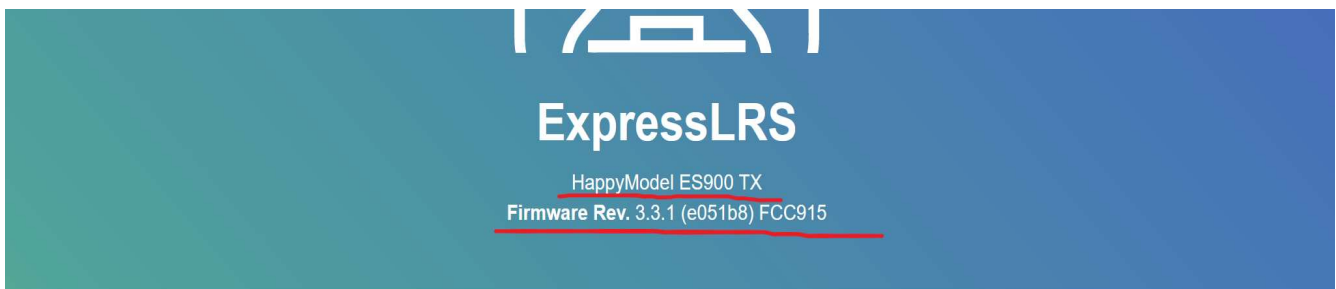 ExpressLRS
HappyModel ES900 TX
Firmware Rev. 3.3.1 (e051b8) FCC915